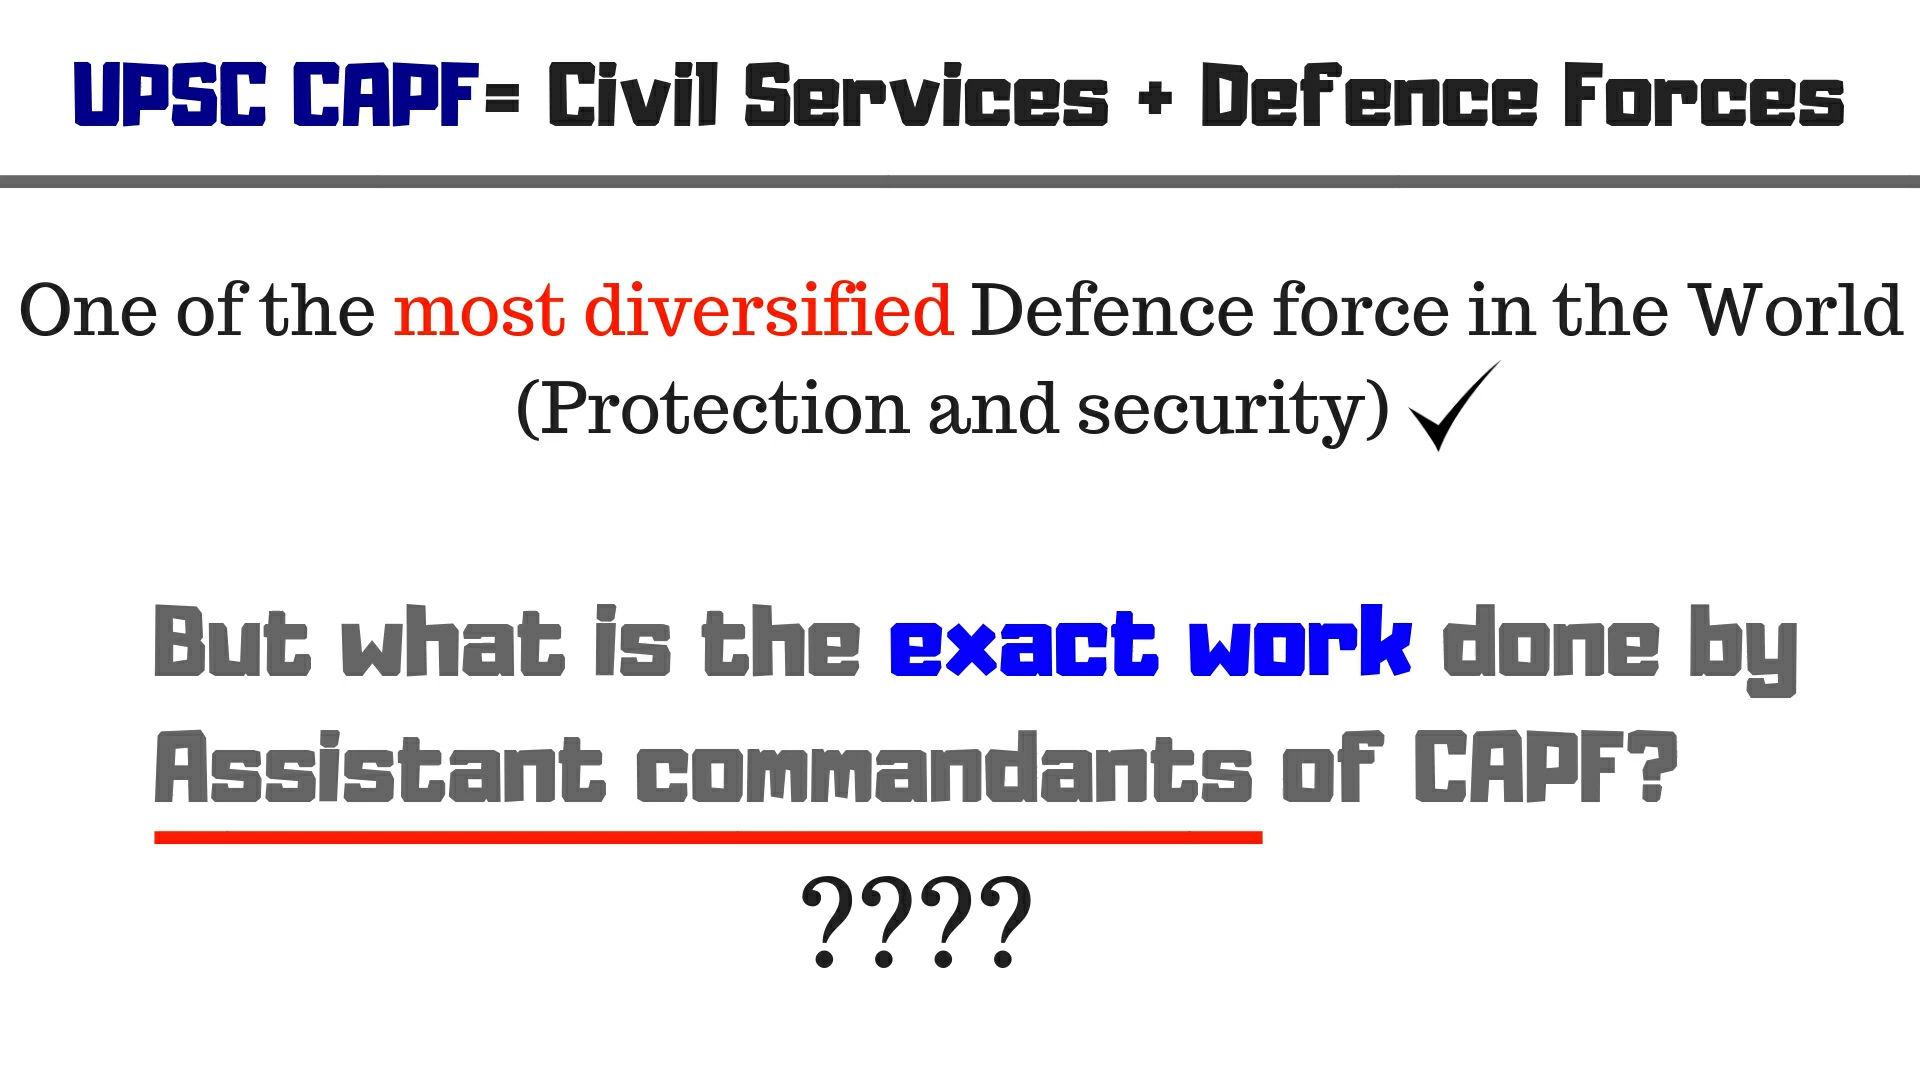 UPSC CAPF= Civil Services + Defence Forces
One of the most diversified Defence force in the World
(Protection and security)
But what is the exact work done by
Assistant commandants of CAPF?
????